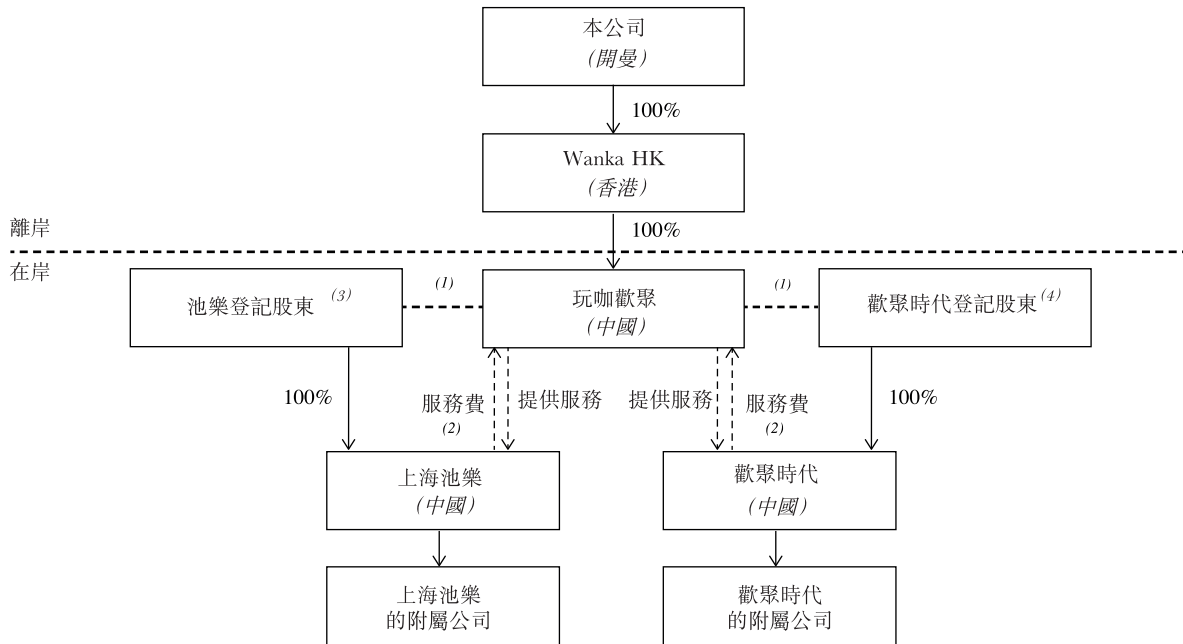 本公司
（開曼）
100%
Wanka HK
（香港）
100%
離岸
在岸
池樂登記股東 (3)
(1)
玩咖歡聚
（中國）
(1)
歡聚時代登記股東 (4)
100%
服務費
(2)
提供服務
提供服務
服務費
(2)
100%
上海池樂
（中國）
歡聚時代
（中國）
上海池樂
的附屬公司
歡聚時代
的附屬公司